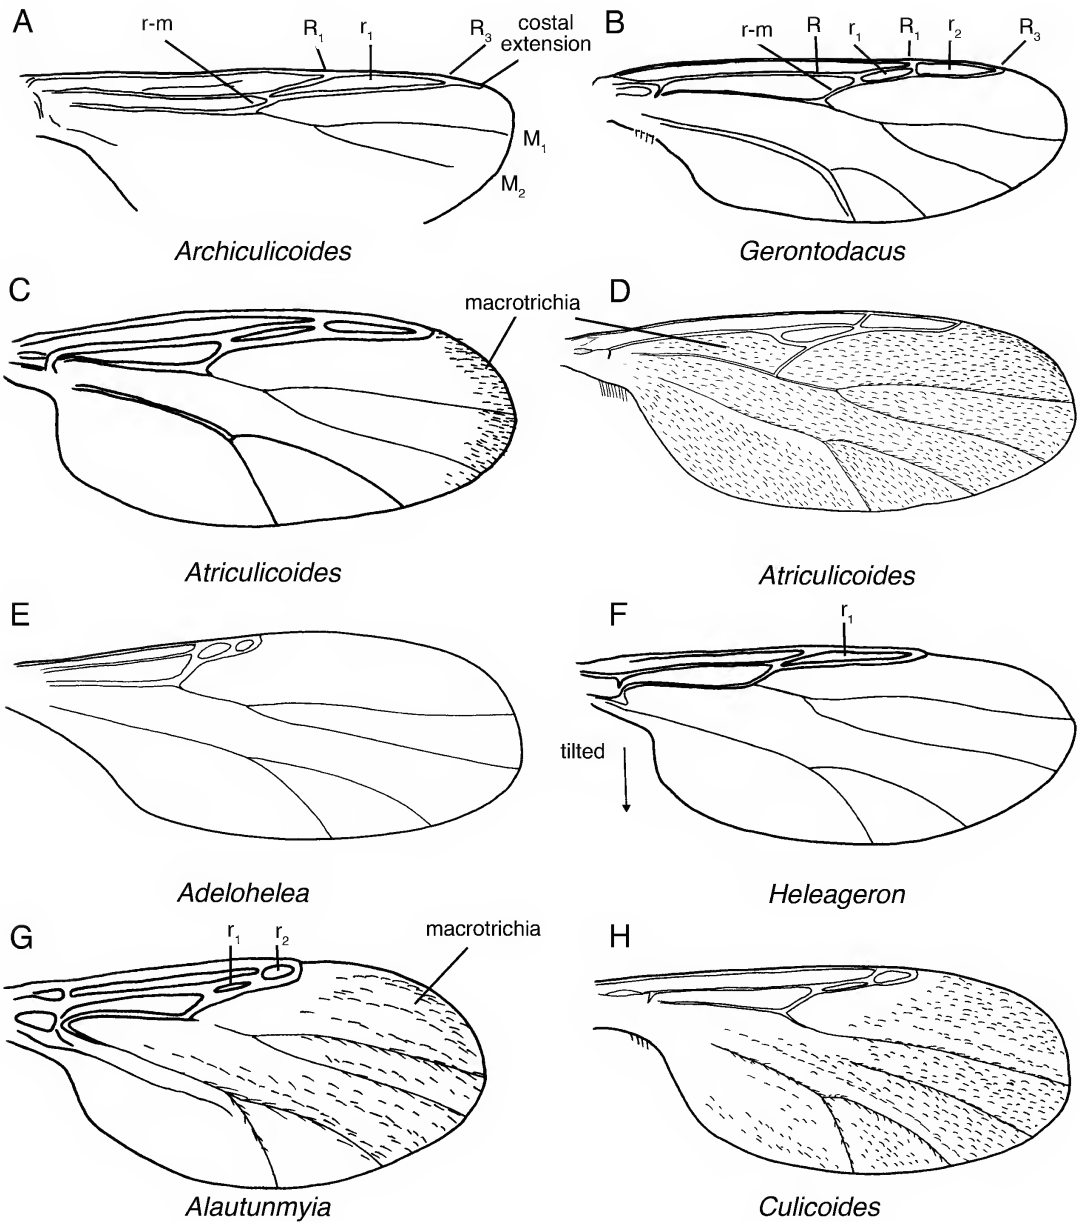 A
r-m
R1
r1
R3
costal
extension
M1
M2
Archiculicoides
B
r-m
R
r1
R1
r2
R3
Gerontodacus
C
macrotrichia
Atriculicoides
D
Atriculicoides
E
Adelohelea
F
r1
tilted
Heleageron
G
r1
r2
macrotrichia
Alautunmyia
H
Culicoides